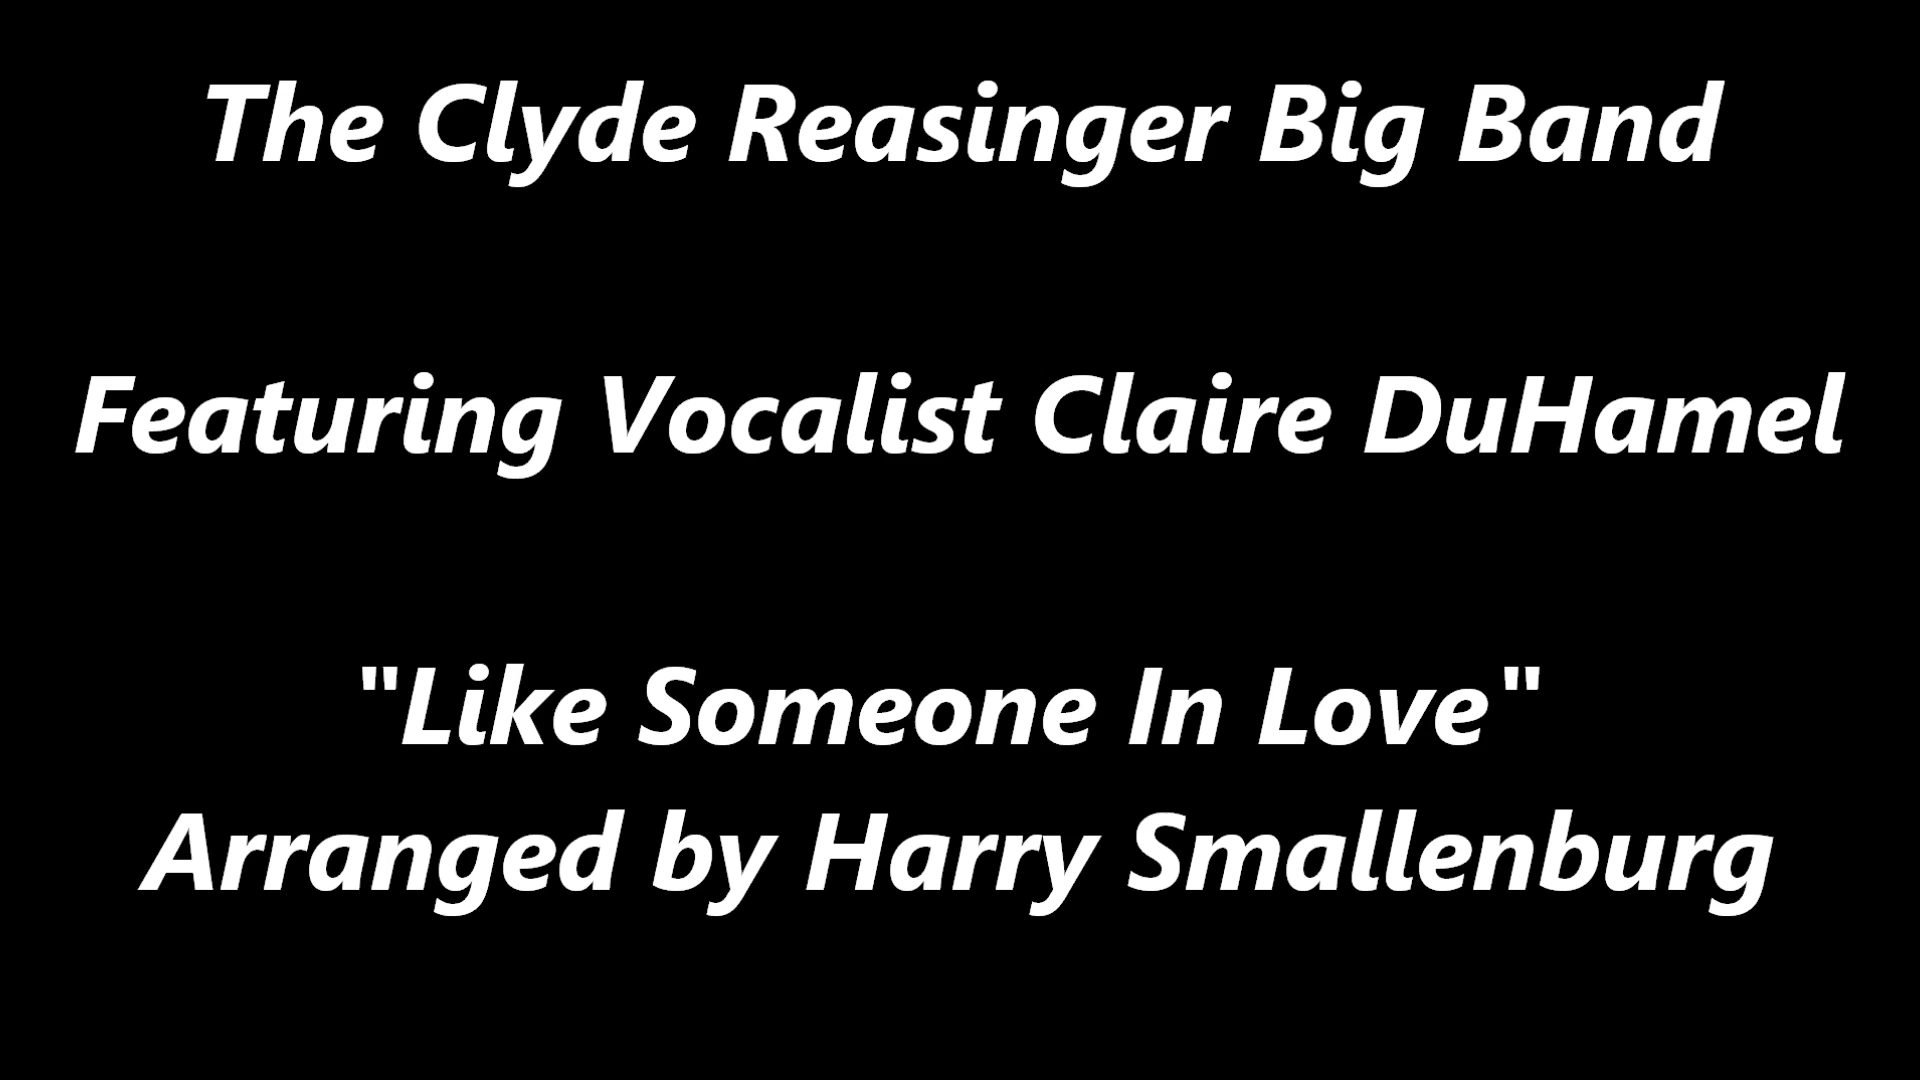 The Clyde Reasinger Big Band
Featuring Vocalist Claire DuHamel
"Like Someone In Love"
Arranged by Harry Smallenburg